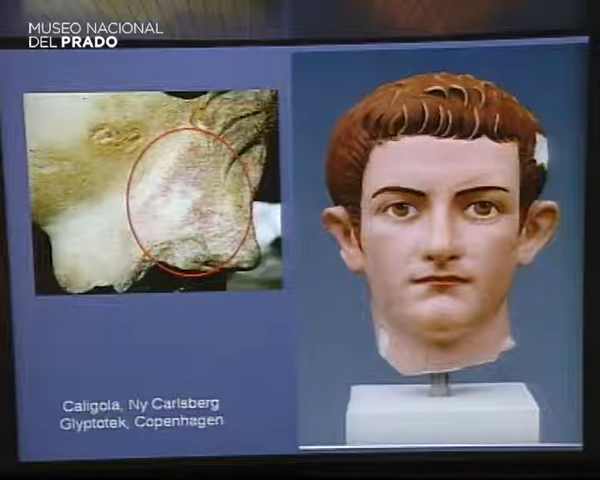 MUSEO NACIONAL
DEL PRADO
Caligola, Ny Carlsberg
Glyptotek, Copenhagen